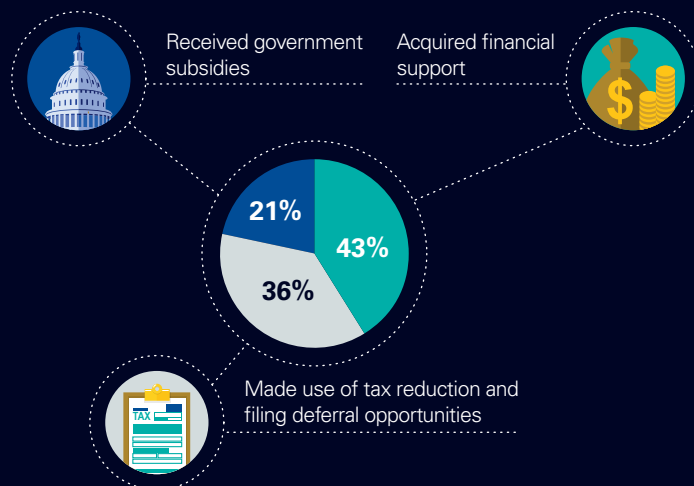 Received government
subsidies
Acquired financial
support
$
21%
43%
36%
TAX
Made use of tax reduction and
filing deferral opportunities